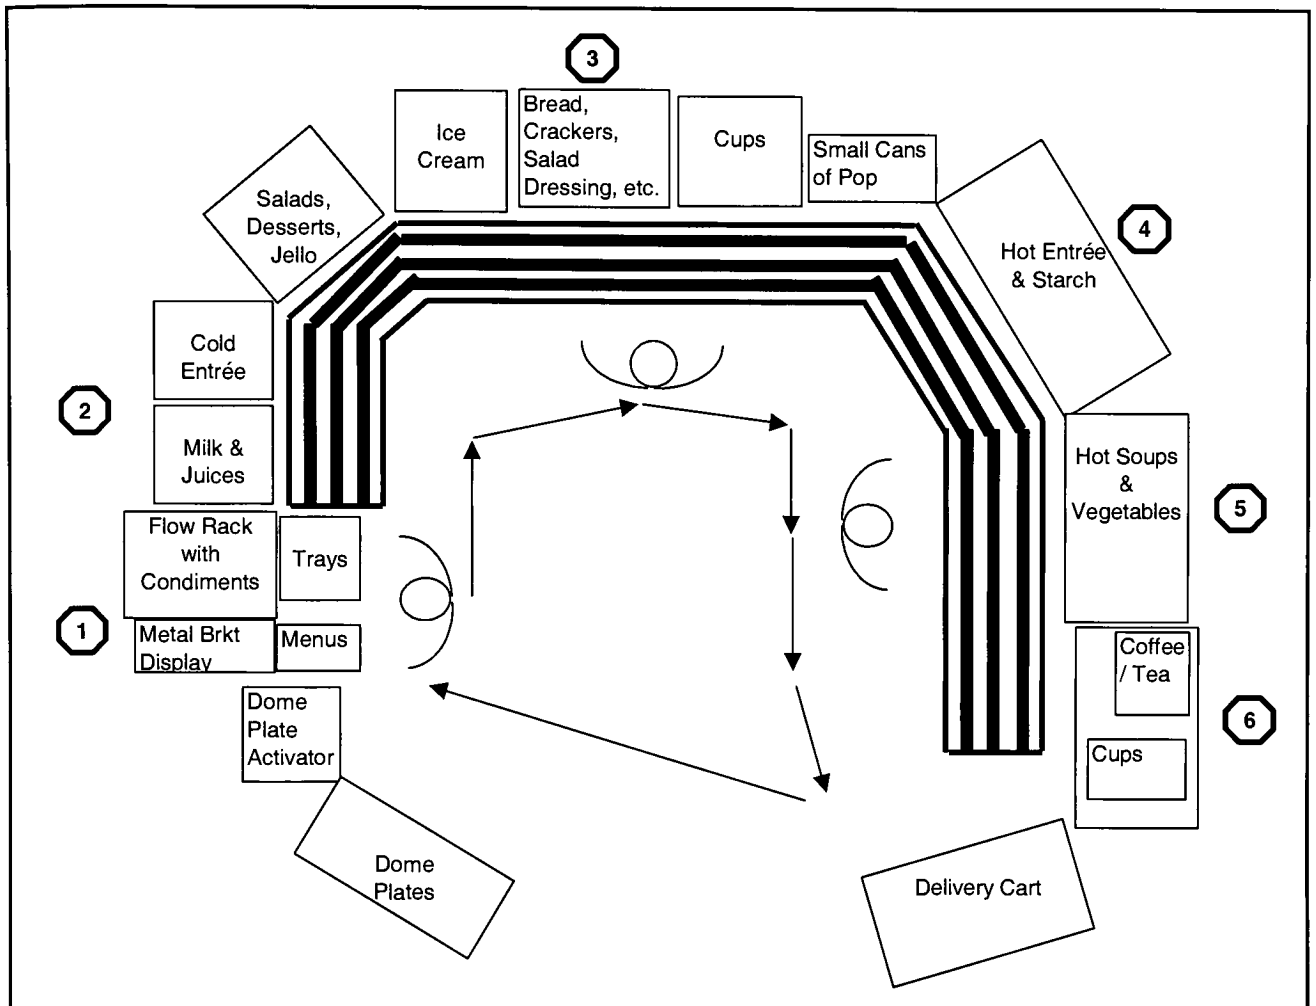 3
Ice
Cream
Bread,
Crackers,
Salad
Dressing, etc.
Cups
Small Cans
of Pop
Salads,
Desserts,
Jello
4
Hot Entrée
& Starch
Cold
Entrée
2
Milk &
Juices
Hot Soups
&
Vegetables
5
Flow Rack
with
Condiments
Trays
1
Metal Brkt
Display
Menus
Coffee
/ Tea
6
Cups
Dome
Plate
Activator
Dome
Plates
Delivery Cart